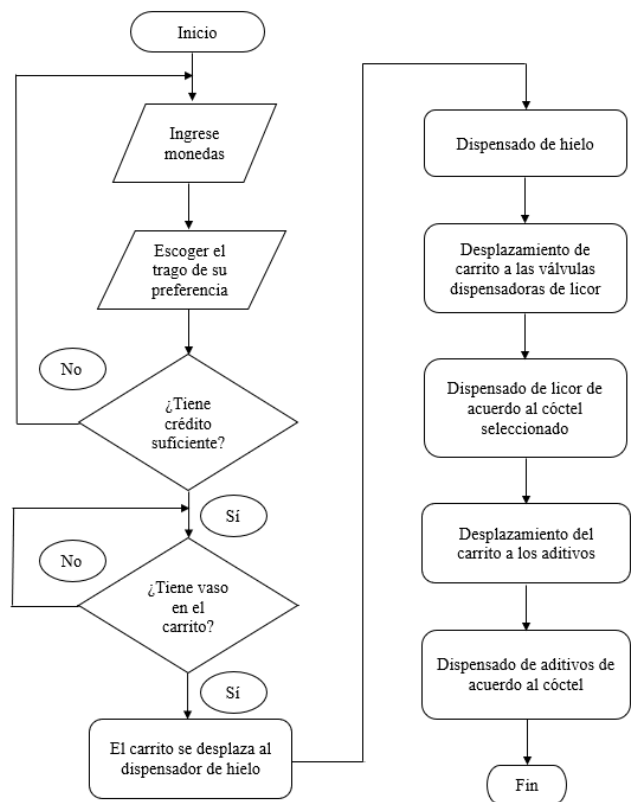 Inicio
Ingrese
monedas
Escoger el
trago de su
preferencia
No
¿Tiene
crédito
suficiente?
Sí
No
¿Tiene vaso
en el
carrito?
Sí
El carrito se desplaza al
dispensador de hielo
Dispensado de hielo
Desplazamiento de
carrito a las válvulas
dispensadoras de licor
Dispensado de licor de
acuerdo al cóctel
seleccionado
Desplazamiento del
carrito a los aditivos
Dispensado de aditivos de
acuerdo al cóctel
Fin